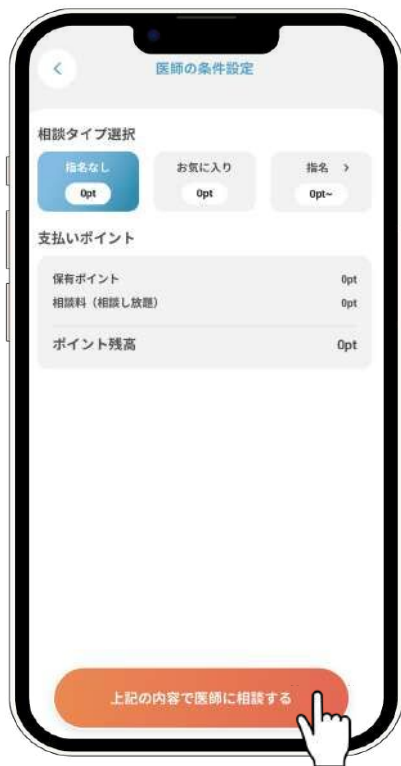 医師の条件設定
相談タイプ選択
指名なし お気に入り 指名 >
0pt 0pt 0pt~
支払いポイント
保有ポイント 0pt
相談料（相談し放題） 0pt
ポイント残高 0pt
上記の内容で医師に相談する